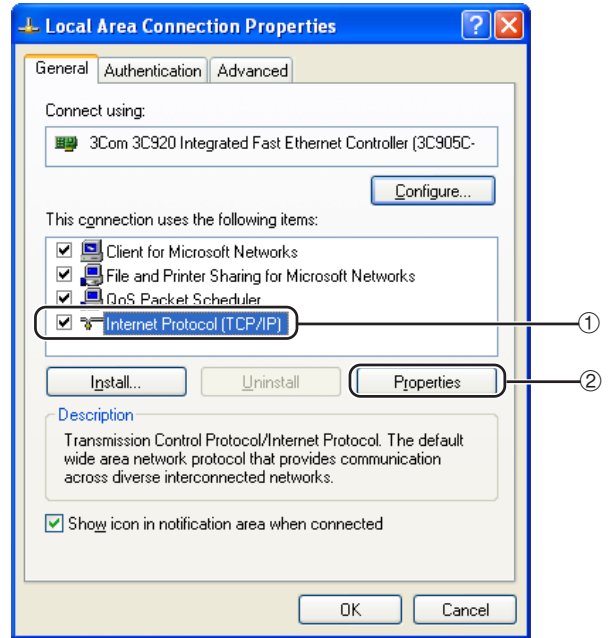 Local Area Connection Properties
General Authentication Advanced
Connect using:
3Com 3C920 Integrated Fast Ethernet Controller (3C905C-
Configure...
This connection uses the following items:
Client for Microsoft Networks
File and Printer Sharing for Microsoft Networks
QoS Packet Scheduler
Internet Protocol (TCP/IP) ①
Install... Uninstall Properties ②
Description
Transmission Control Protocol/Internet Protocol. The default
wide area network protocol that provides communication
across diverse interconnected networks.
Show icon in notification area when connected
OK Cancel